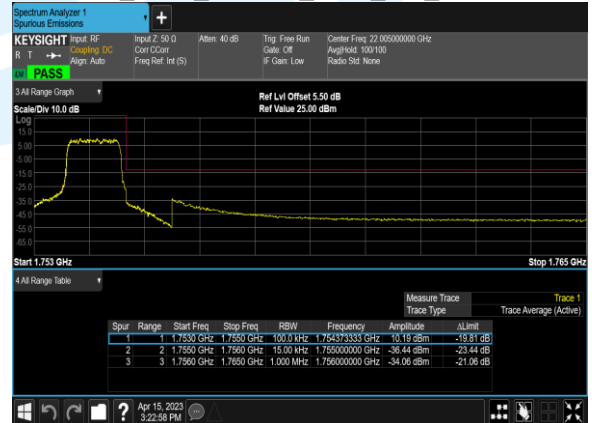 Spectrum Analyzer 1
Spurious Emissions
+
KEYSIGHT Input: RF Input Z: 50 Ω Atten: 40 dB Trig: Free Run Center Freq: 22.005000000 GHz
R T Coupling: DC Corr CCorr Gate: Off Avg|Hold: 100/100
Align: Auto Freq Ref: Int (S) IF Gain: Low Radio Std: None
LXI PASS
3 All Range Graph
Ref Lvl Offset 5.50 dB
Scale/Div 10.0 dB Ref Value 25.00 dBm
Log
15.0
5.00
-5.00
-15.0
-25.0
-35.0
-45.0
-55.0
-65.0
Start 1.753 GHz Stop 1.765 GHz
4 All Range Table
Measure Trace Trace 1
Trace Type Trace Average (Active)
Spur Range Start Freq Stop Freq RBW Frequency Amplitude ΔLimit
1 1 1.7530 GHz 1.7550 GHz 100.0 kHz 1.754373333 GHz 10.19 dBm -19.81 dB
2 2 1.7550 GHz 1.7560 GHz 15.00 kHz 1.755000000 GHz -36.44 dBm -23.44 dB
3 3 1.7560 GHz 1.7650 GHz 1.000 MHz 1.756000000 GHz -34.06 dBm -21.06 dB
? Apr 15, 2023
3:22:58 PM